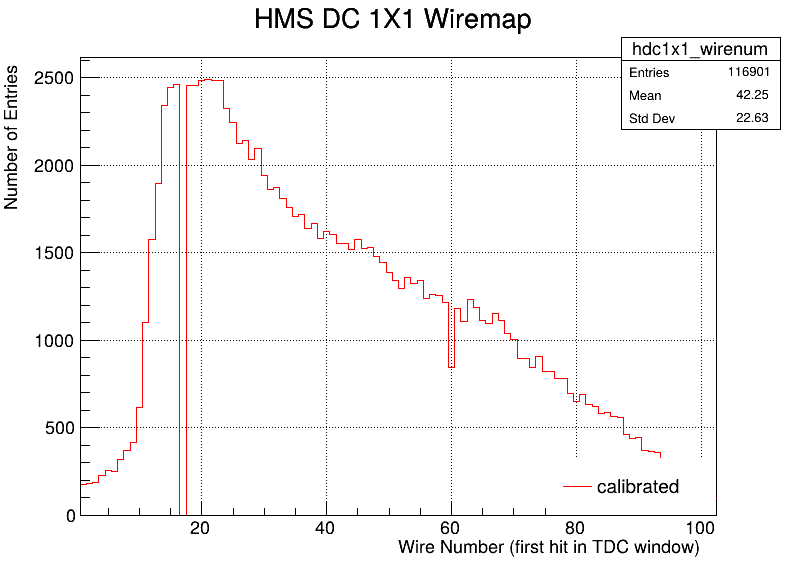 HMS DC 1X1 Wiremap
hdc1x1_wirenum
Entries 116901
Mean 42.25
Std Dev 22.63
Number of Entries
2500
2000
1500
1000
500
0
calibrated
20 40 60 80 100
Wire Number (first hit in TDC window)